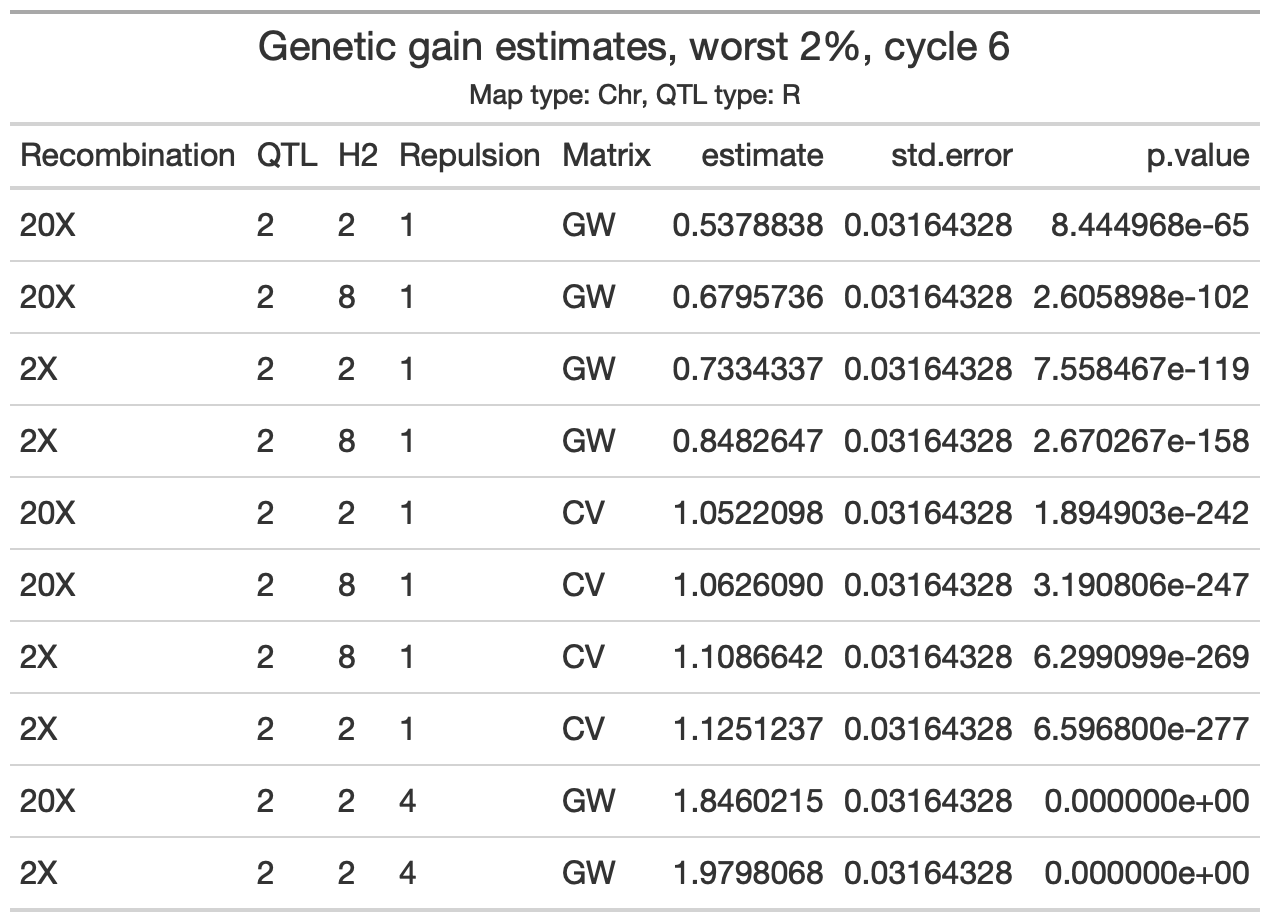 Genetic gain estimates, worst 2%, cycle 6
Map type: Chr, QTL type: R
Recombination QTL H2 Repulsion Matrix estimate std.error p.value
20X 2 2 1 GW 0.5378838 0.03164328 8.444968e-65
20X 2 8 1 GW 0.6795736 0.03164328 2.605898e-102
2X 2 2 1 GW 0.7334337 0.03164328 7.558467e-119
2X 2 8 1 GW 0.8482647 0.03164328 2.670267e-158
20X 2 2 1 CV 1.0522098 0.03164328 1.894903e-242
20X 2 8 1 CV 1.0626090 0.03164328 3.190806e-247
2X 2 8 1 CV 1.1086642 0.03164328 6.299099e-269
2X 2 2 1 CV 1.1251237 0.03164328 6.596800e-277
20X 2 2 4 GW 1.8460215 0.03164328 0.000000e+00
2X 2 2 4 GW 1.9798068 0.03164328 0.000000e+00